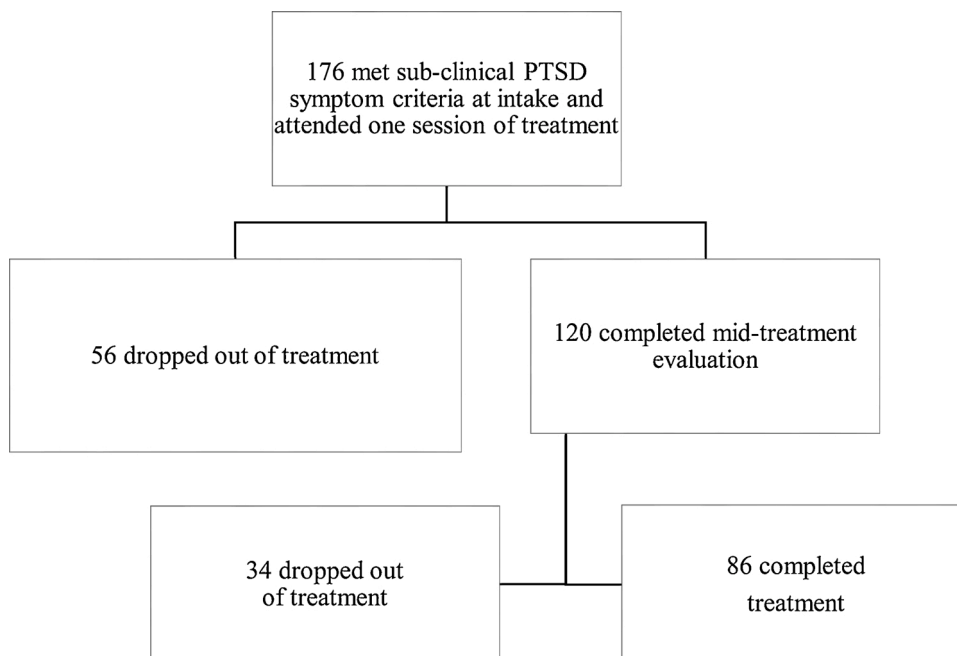 176 met sub-clinical PTSD
symptom criteria at intake and
attended one session of treatment
56 dropped out of treatment
120 completed mid-treatment
evaluation
34 dropped out
of treatment
86 completed
treatment